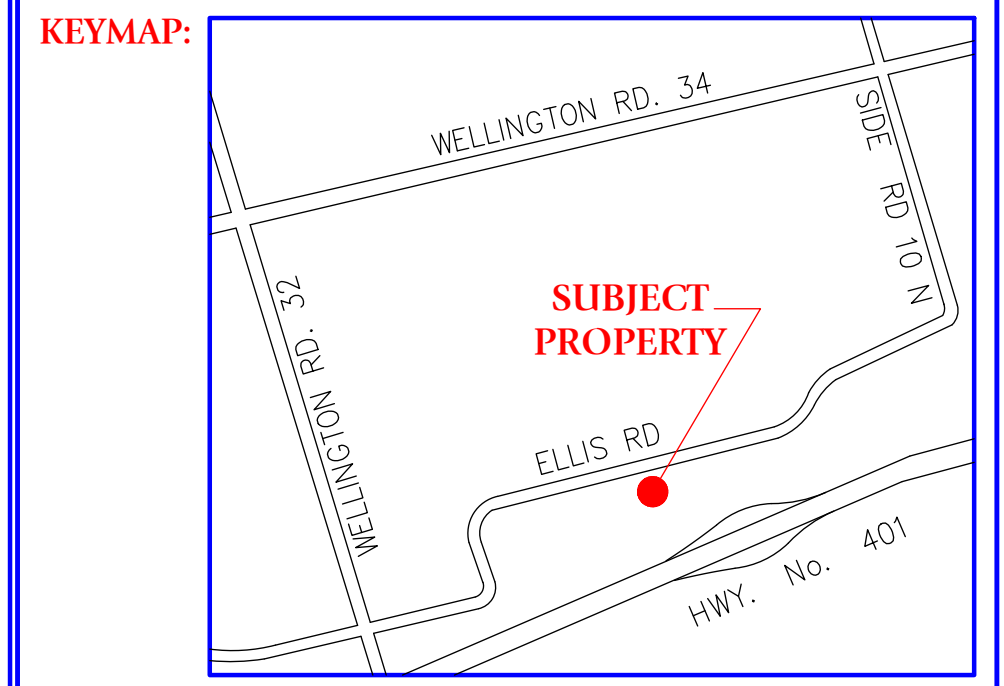 KEYMAP:
WELLINGTON RD. 34
SIDE RD 10 N
WELLINGTON RD. 32
SUBJECT
PROPERTY
ELLIS RD
HWY. No. 401